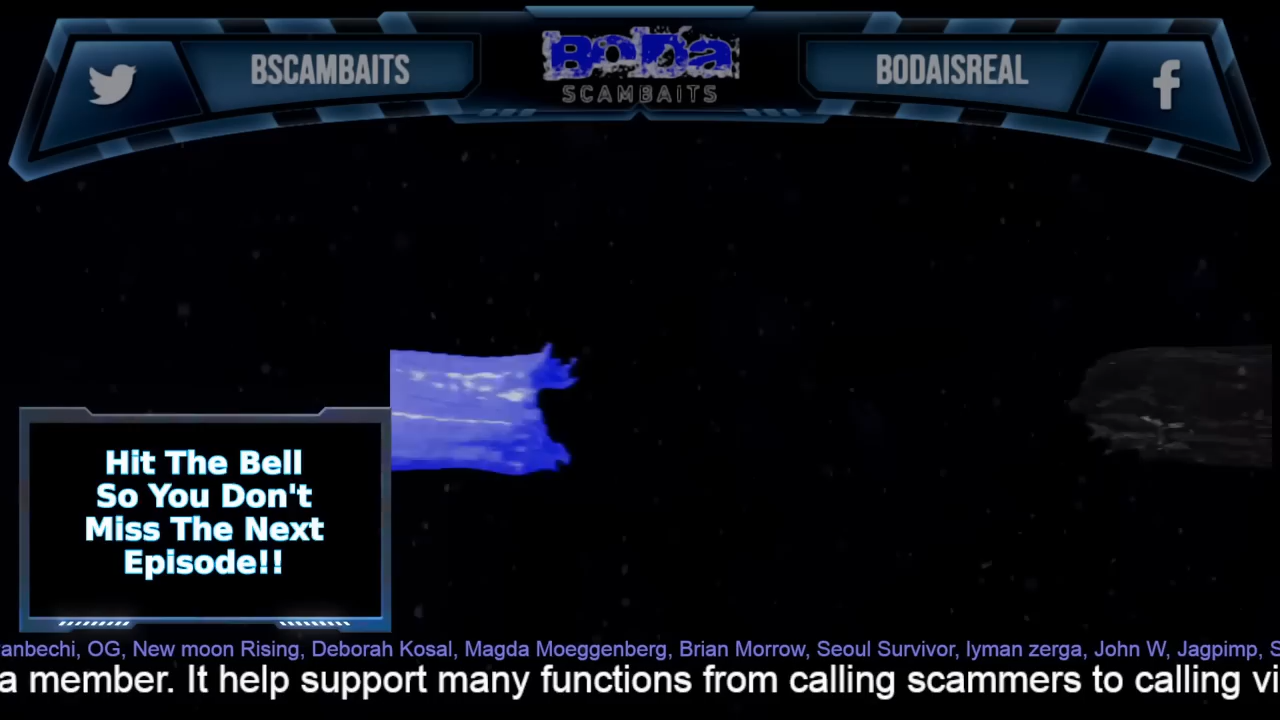 BSCAMBAITS
BODa
SCAMBAiTS
BODAISREAL
Hit The Bell
So You Don't
Miss The Next
Episode!!
anbechi, OG, New moon Rising, Deborah Kosal, Magda Moeggenberg, Brian Morrow, Seoul Survivor, lyman zerga, John W, Jagpimp, S
a member. It help support many functions from calling scammers to calling vi